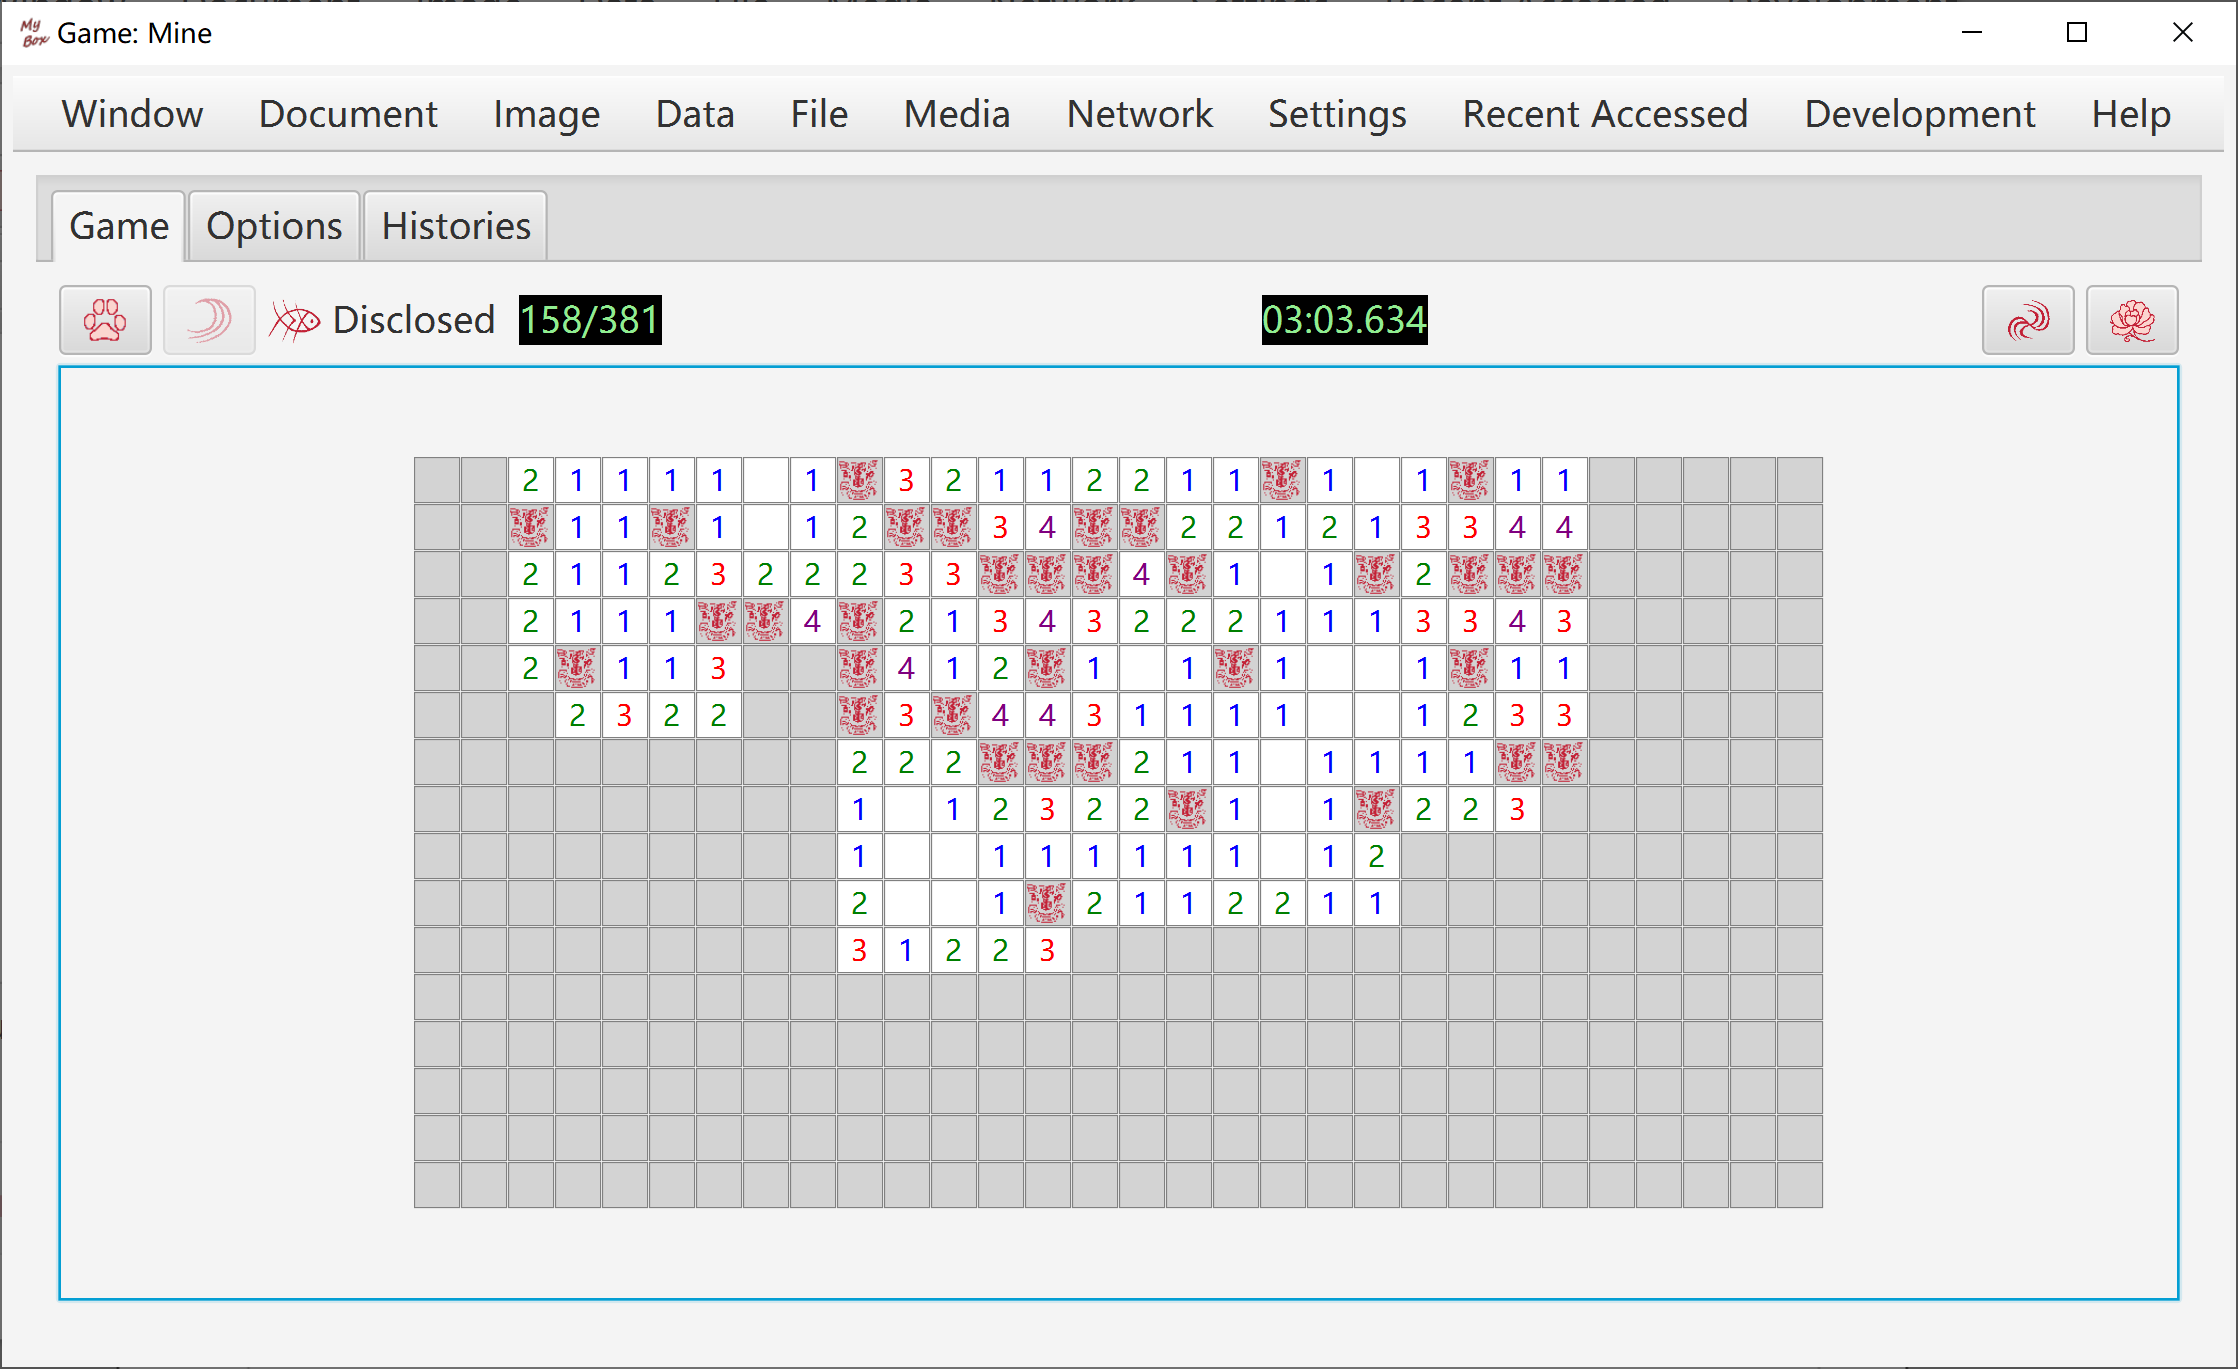 My Box Game: Mine
Window Document Image Data File Media Network Settings Recent Accessed Development Help
Game Options Histories
Disclosed 158/381 03:03.634
2 1 1 1 1 1 3 2 1 1 2 2 1 1 1 1 1 1
1 1 1 1 2 3 4 2 2 1 2 1 3 3 4 4
2 1 1 2 3 2 2 2 3 3 4 1 1 2
2 1 1 1 4 2 1 3 4 3 2 2 2 1 1 1 3 3 4 3
2 1 1 3 4 1 2 1 1 1 1 1 1
2 3 2 2 3 4 4 3 1 1 1 1 1 2 3 3
2 2 2 2 1 1 1 1 1 1
1 1 2 3 2 2 1 1 2 2 3
1 1 1 1 1 1 1 1 2
2 1 2 1 1 2 2 1 1
3 1 2 2 3